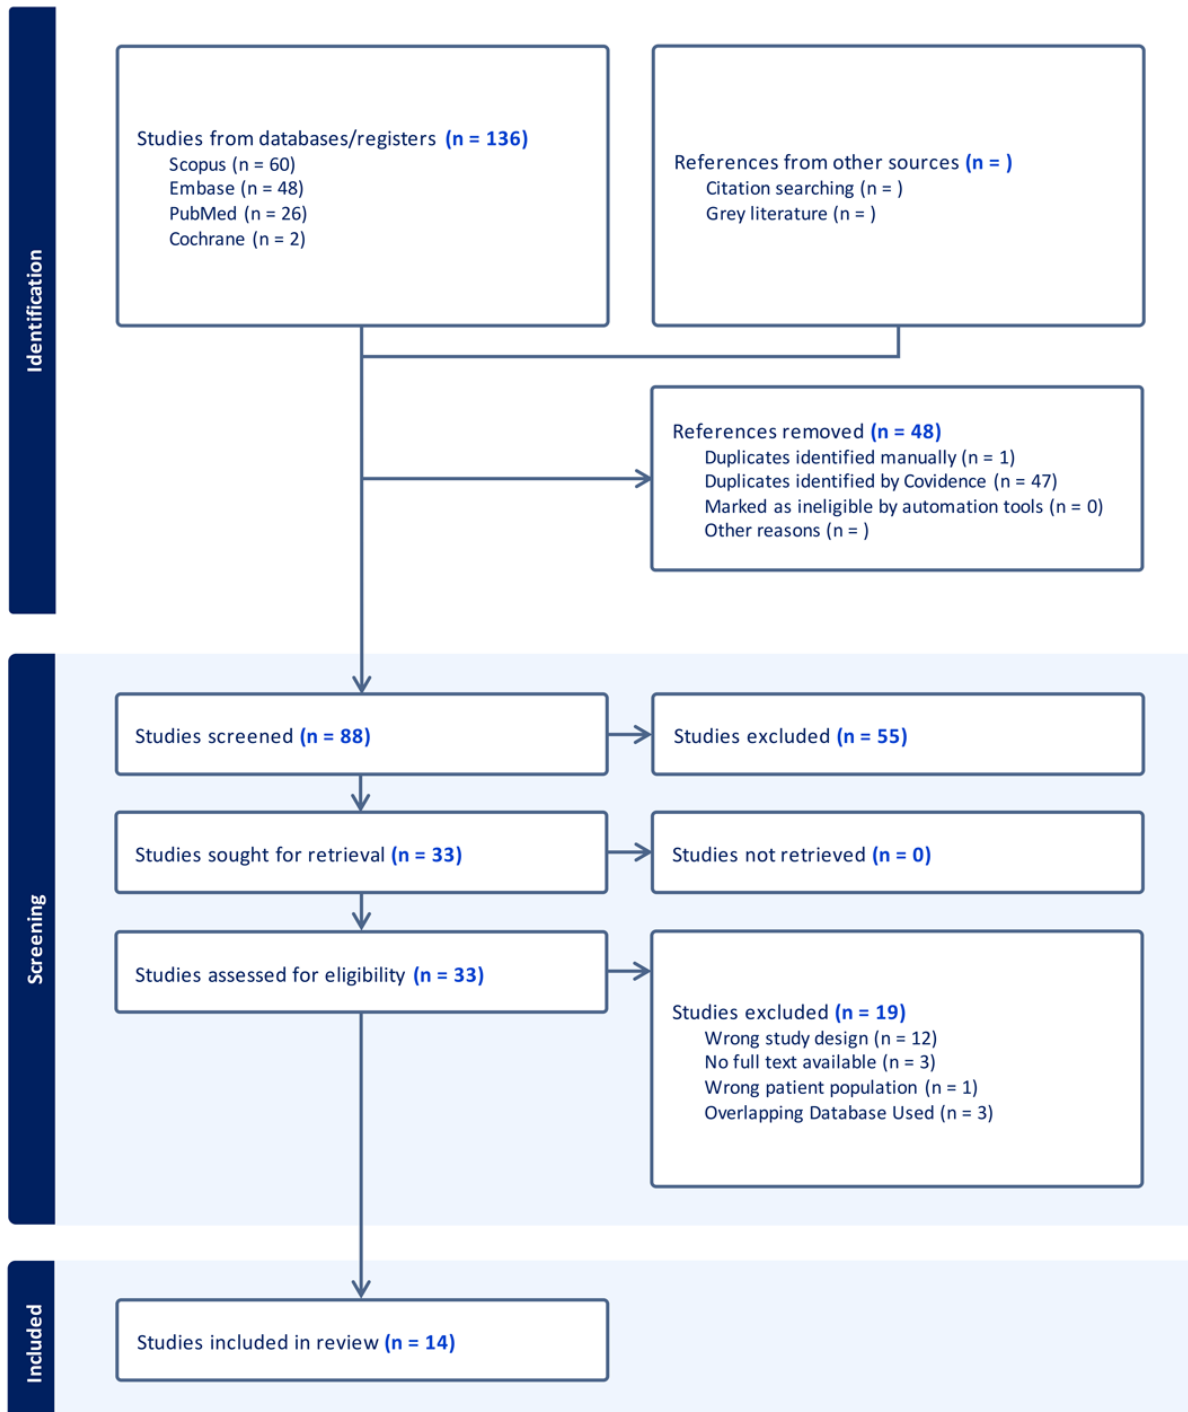 Identification
Studies from databases/registers (n = 136)
Scopus (n = 60)
Embase (n = 48)
PubMed (n = 26)
Cochrane (n = 2)
References from other sources (n = )
Citation searching (n = )
Grey literature (n = )
References removed (n = 48)
Duplicates identified manually (n = 1)
Duplicates identified by Covidence (n = 47)
Marked as ineligible by automation tools (n = 0)
Other reasons (n = )
Screening
Studies screened (n = 88)
Studies excluded (n = 55)
Studies sought for retrieval (n = 33)
Studies not retrieved (n = 0)
Studies assessed for eligibility (n = 33)
Studies excluded (n = 19)
Wrong study design (n = 12)
No full text available (n = 3)
Wrong patient population (n = 1)
Overlapping Database Used (n = 3)
Included
Studies included in review (n = 14)